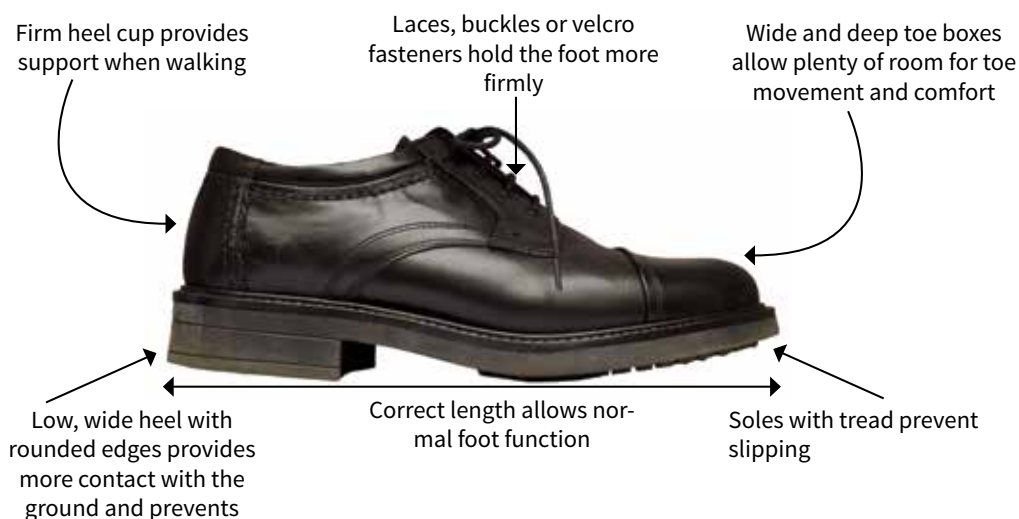 Firm heel cup provides
support when walking
Laces, buckles or velcro
fasteners hold the foot more
firmly
Wide and deep toe boxes
allow plenty of room for toe
movement and comfort
Low, wide heel with
rounded edges provides
more contact with the
ground and prevents
Correct length allows nor-
mal foot function
Soles with tread prevent
slipping